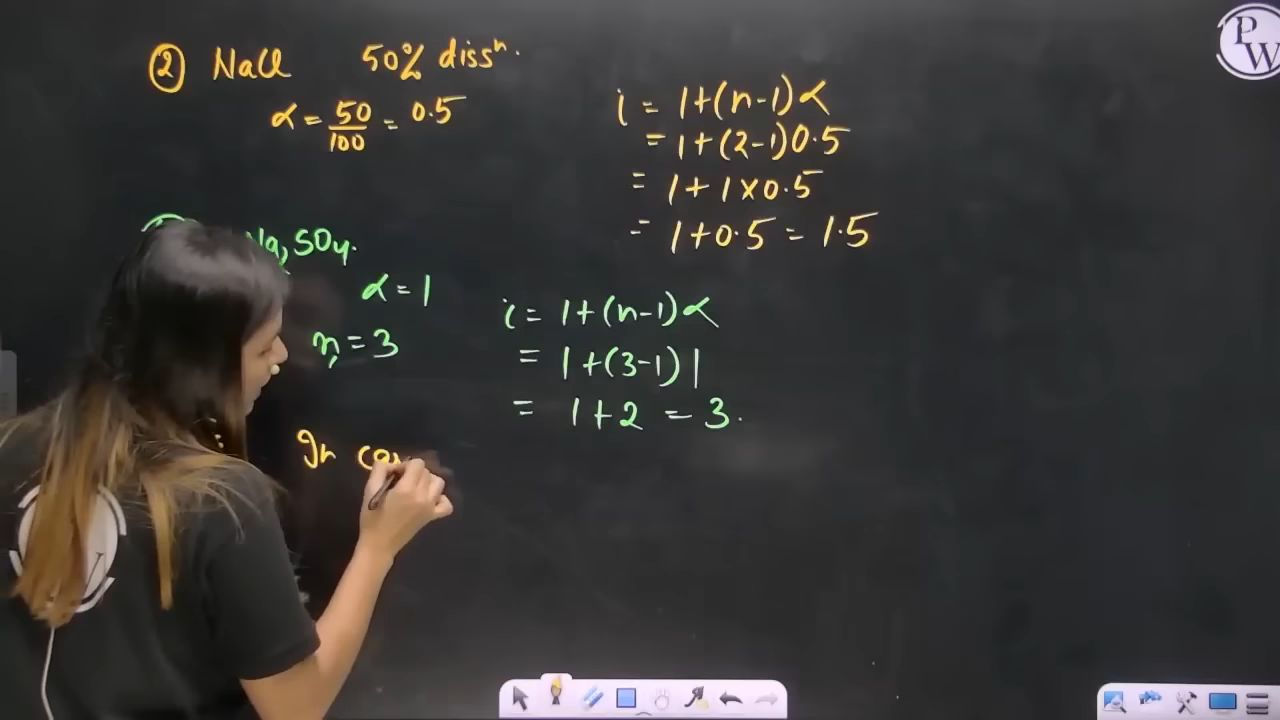 ② NaCl 50% dissⁿ.
α = 50/100 = 0.5
i = 1+(n-1)α
= 1+(2-1)0.5
= 1+1×0.5
= 1+0.5 = 1.5
Na₂SO₄.
α = 1
n = 3
i = 1+(n-1)α
= 1+(3-1)1
= 1+2 = 3.
In
PW